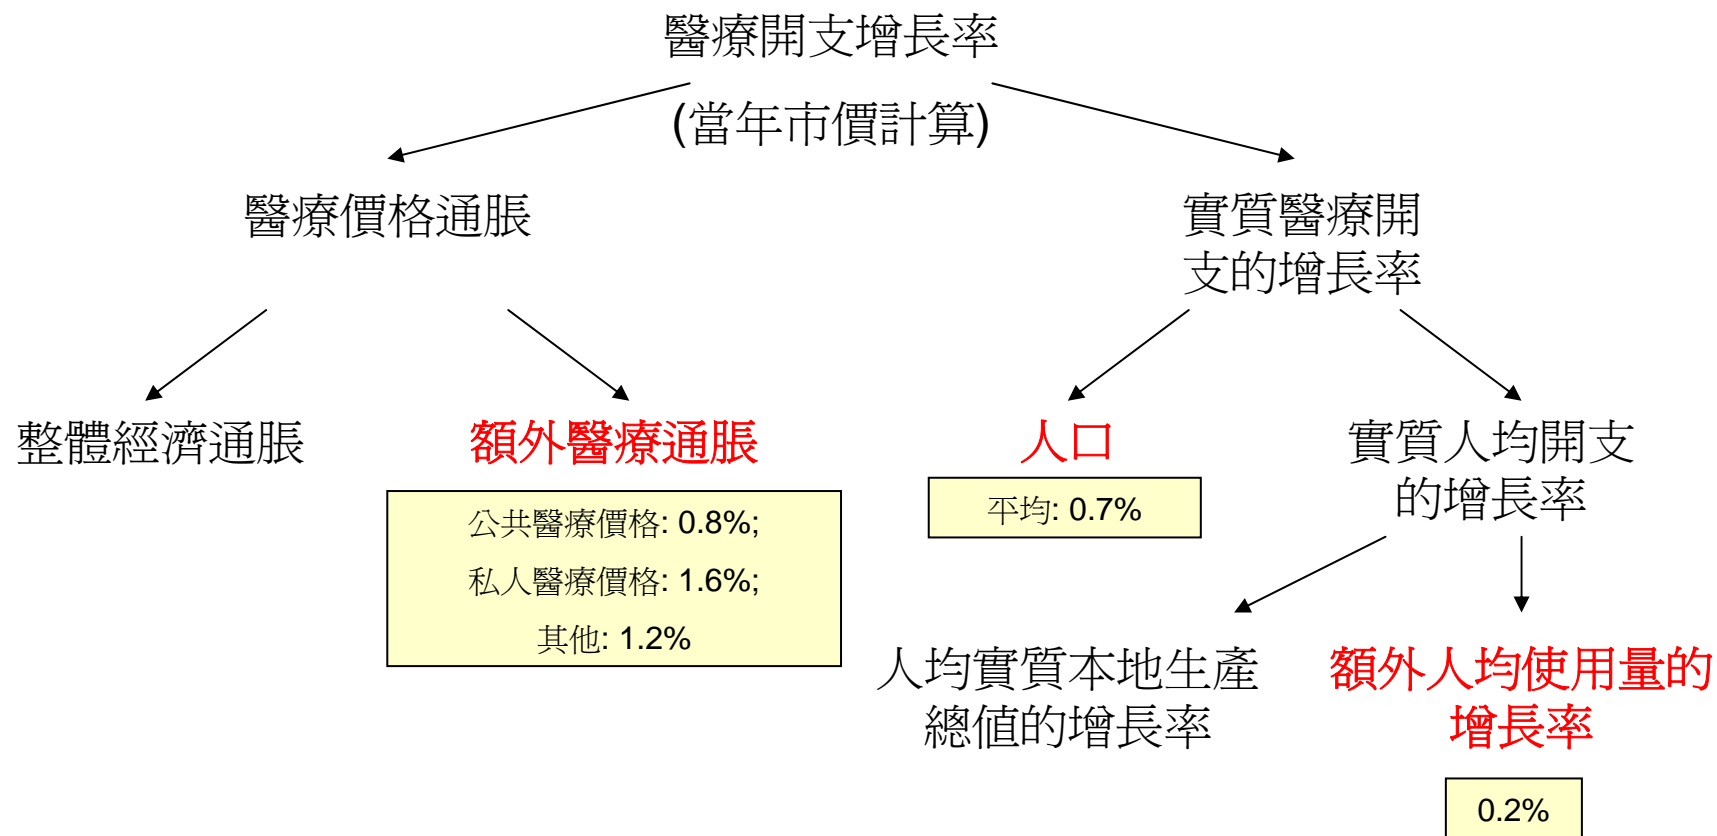 醫療開支增長率
(當年市價計算)
醫療價格通脹
實質醫療開
支的增長率
整體經濟通脹
額外醫療通脹
人口
實質人均開支
的增長率
公共醫療價格: 0.8%;
私人醫療價格: 1.6%;
其他: 1.2%
平均: 0.7%
人均實質本地生產
總值的增長率
額外人均使用量的
增長率
0.2%